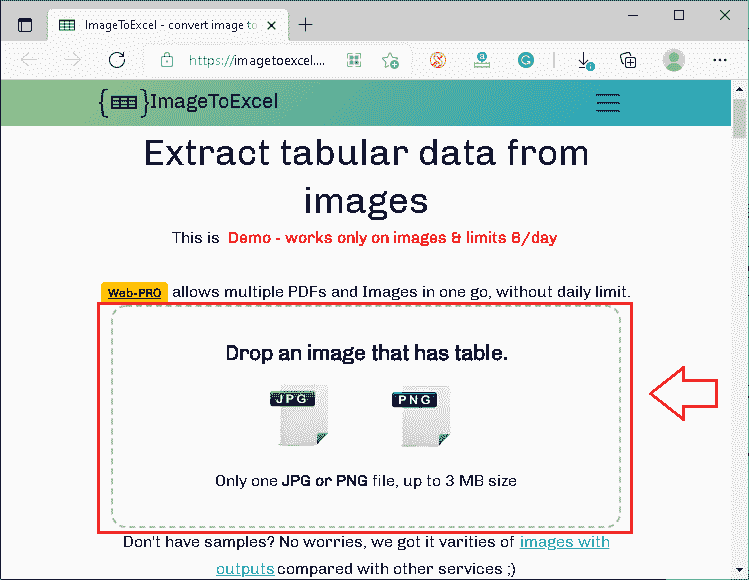 ImageToExcel - convert image to
https://imagetoexcel....
a
G
{ }ImageToExcel
Extract tabular data from
images
This is Demo - works only on images & limits 6/day
Web-PRO allows multiple PDFs and Images in one go, without daily limit.
Drop an image that has table.
JPG PNG
Only one JPG or PNG file, up to 3 MB size
Don't have samples? No worries, we got it varities of images with
outputs compared with other services ;)